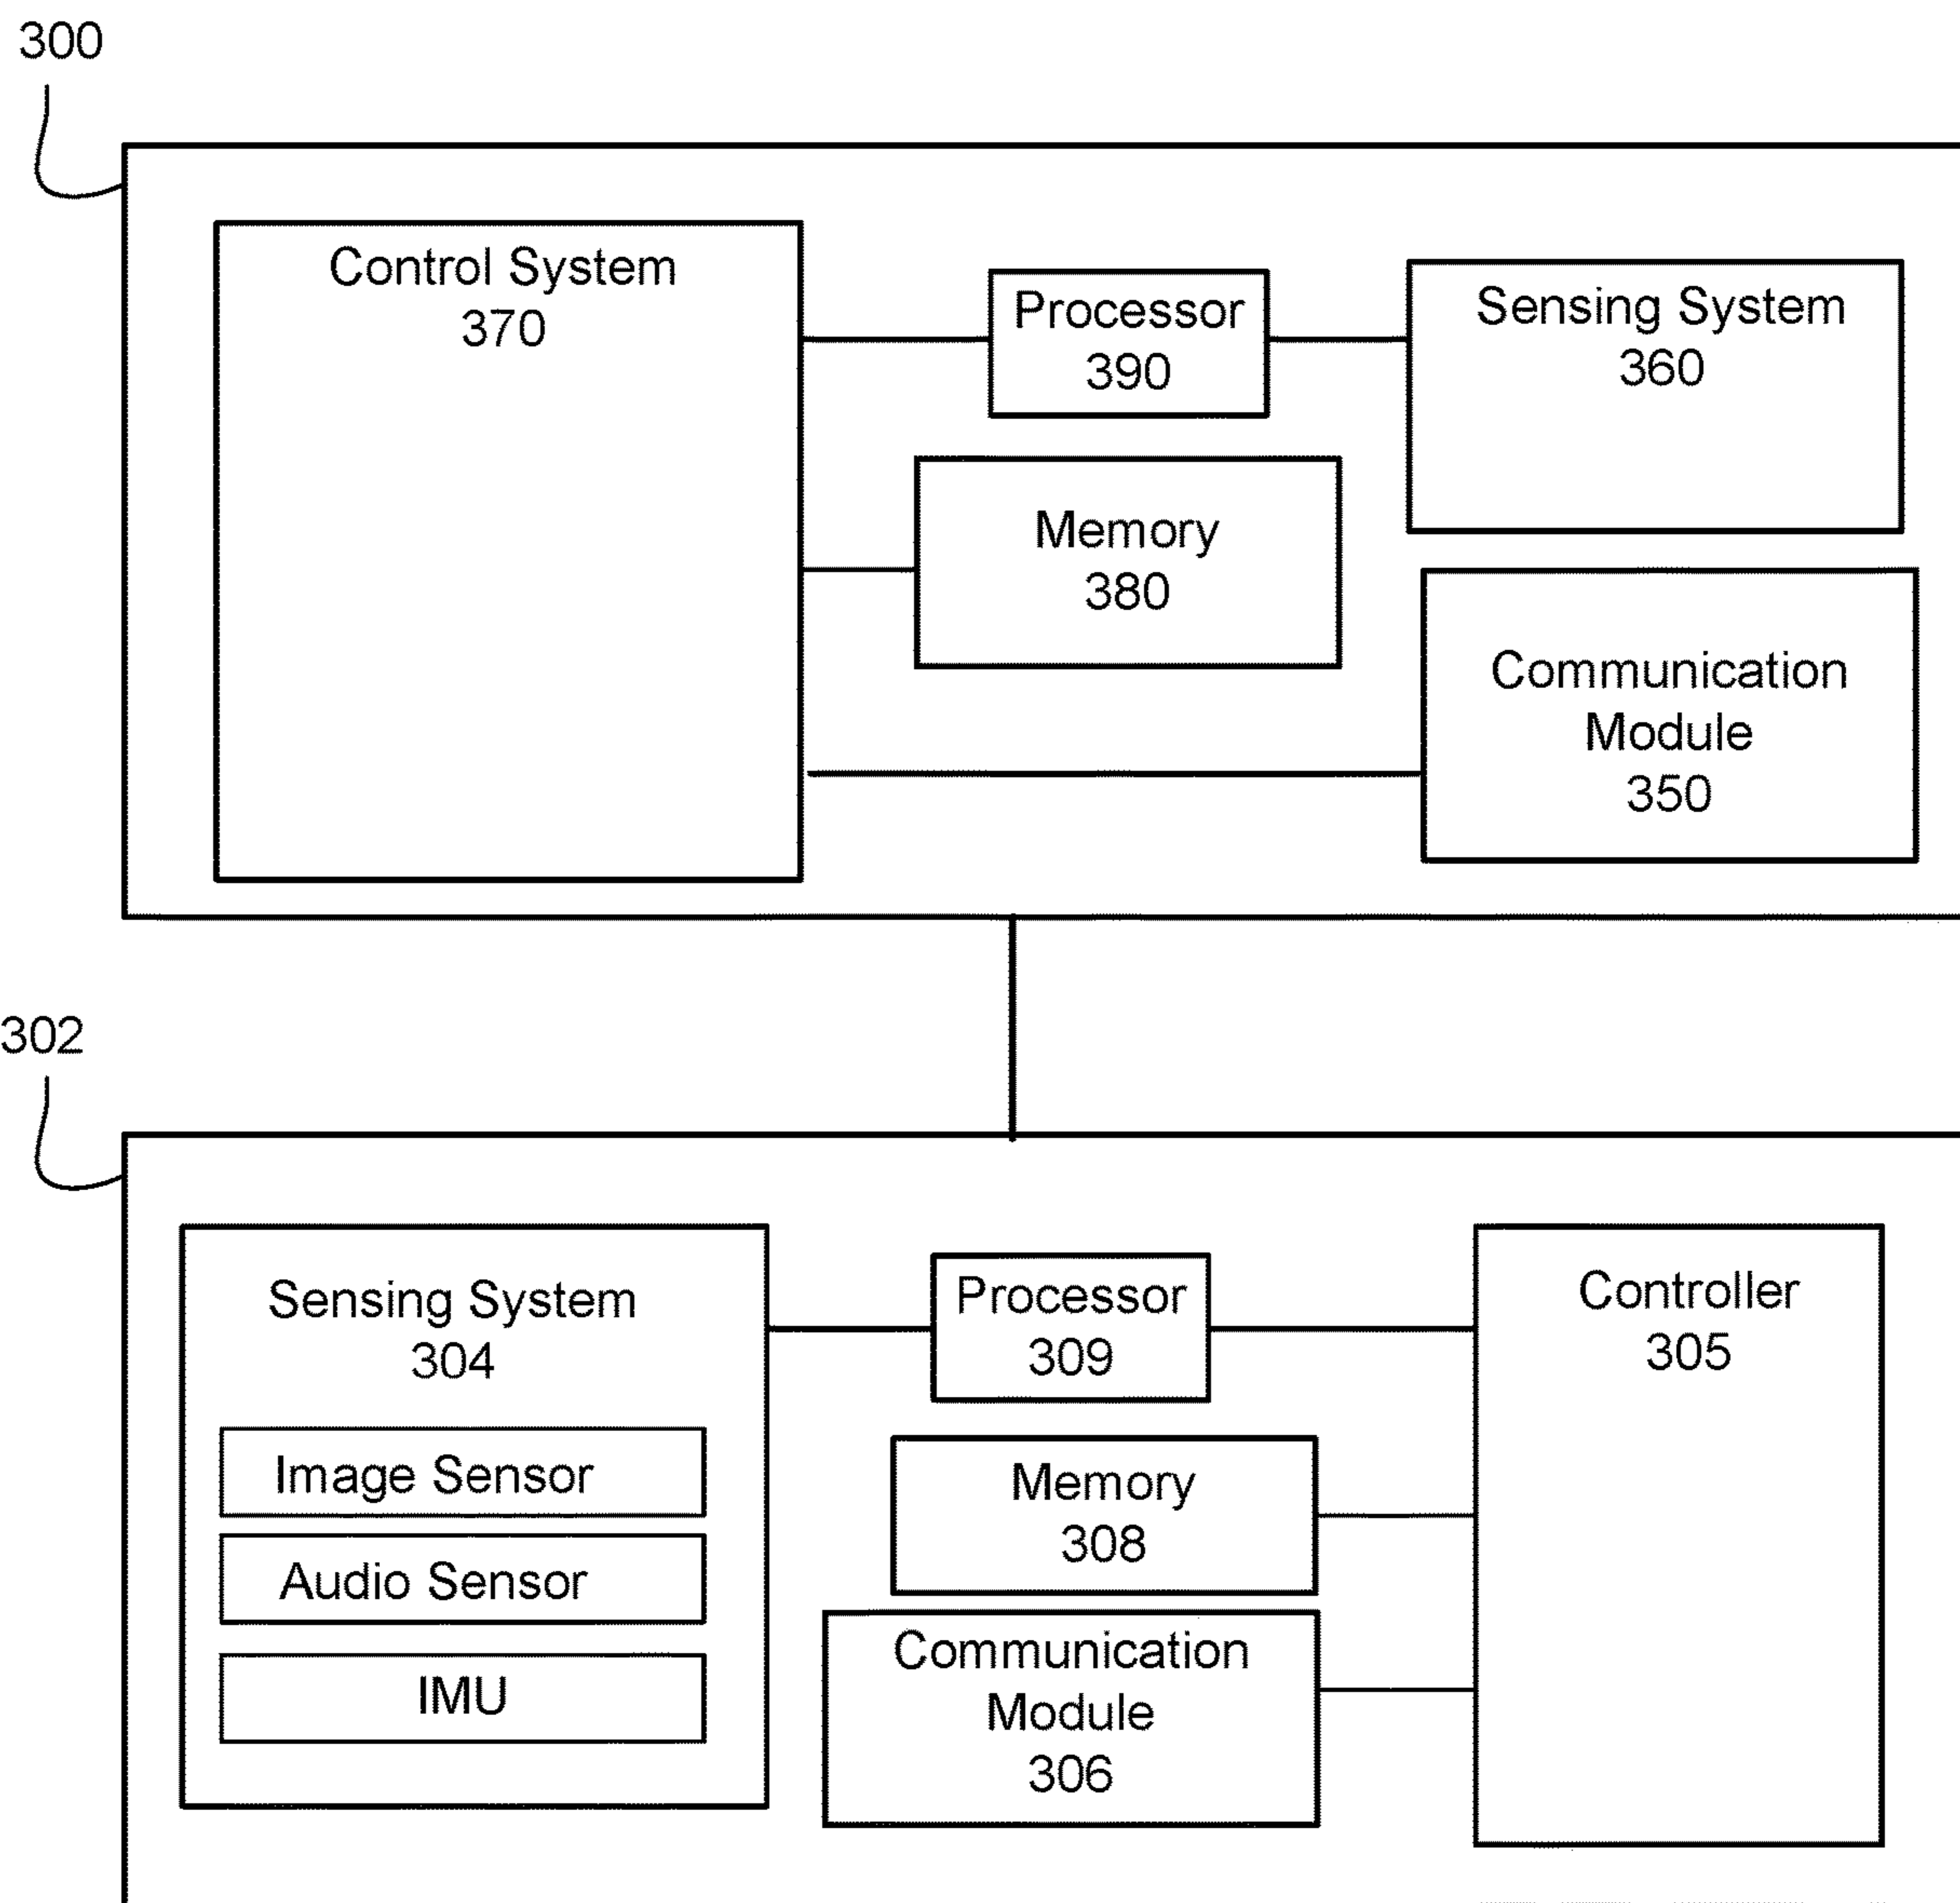 300
Control System
370
Processor
390
Sensing System
360
Memory
380
Communication
Module
350
302
Sensing System
304
Image Sensor
Audio Sensor
IMU
Processor
309
Memory
308
Communication
Module
306
Controller
305